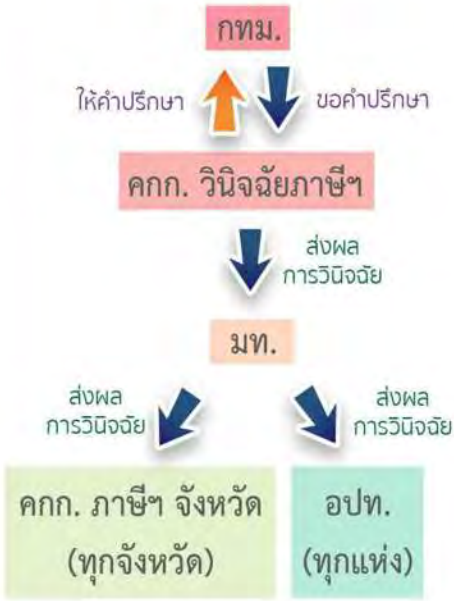 กทม.
ให้คำปรึกษา
ขอคำปรึกษา
คกก. วินิจฉัยภาษีฯ
ส่งผล
การวินิจฉัย
มท.
ส่งผล
การวินิจฉัย
ส่งผล
การวินิจฉัย
คกก. ภาษีฯ จังหวัด
(ทุกจังหวัด)
อปท.
(ทุกแห่ง)